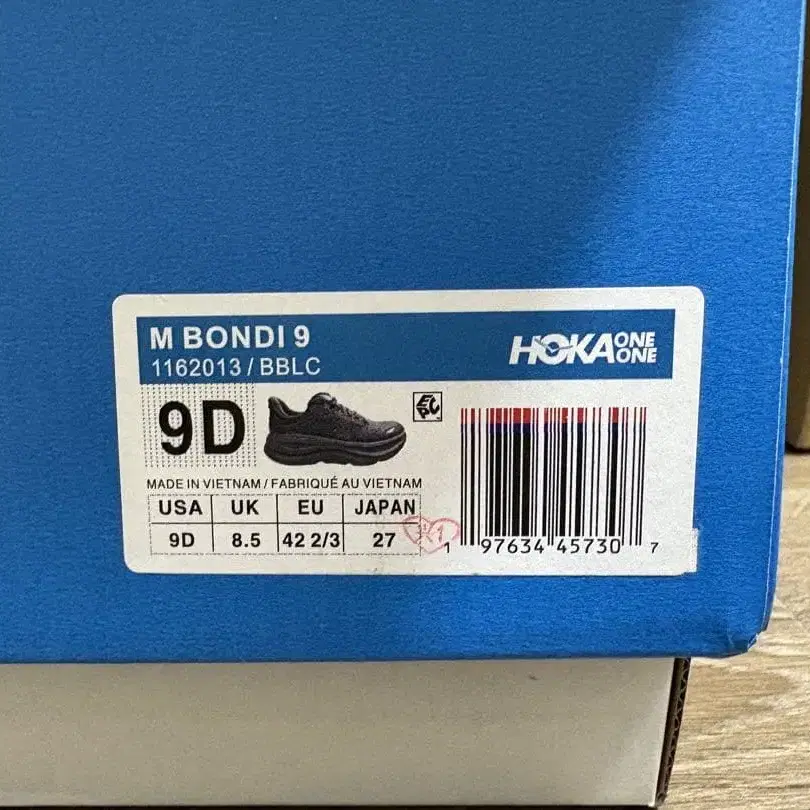 M BONDI 9
1162013 / BBLC
HOKA ONE ONE
9D
MADE IN VIETNAM / FABRIQUÉ AU VIETNAM
USA UK EU JAPAN
9D 8.5 42 2/3 27
1 97634 45730 7